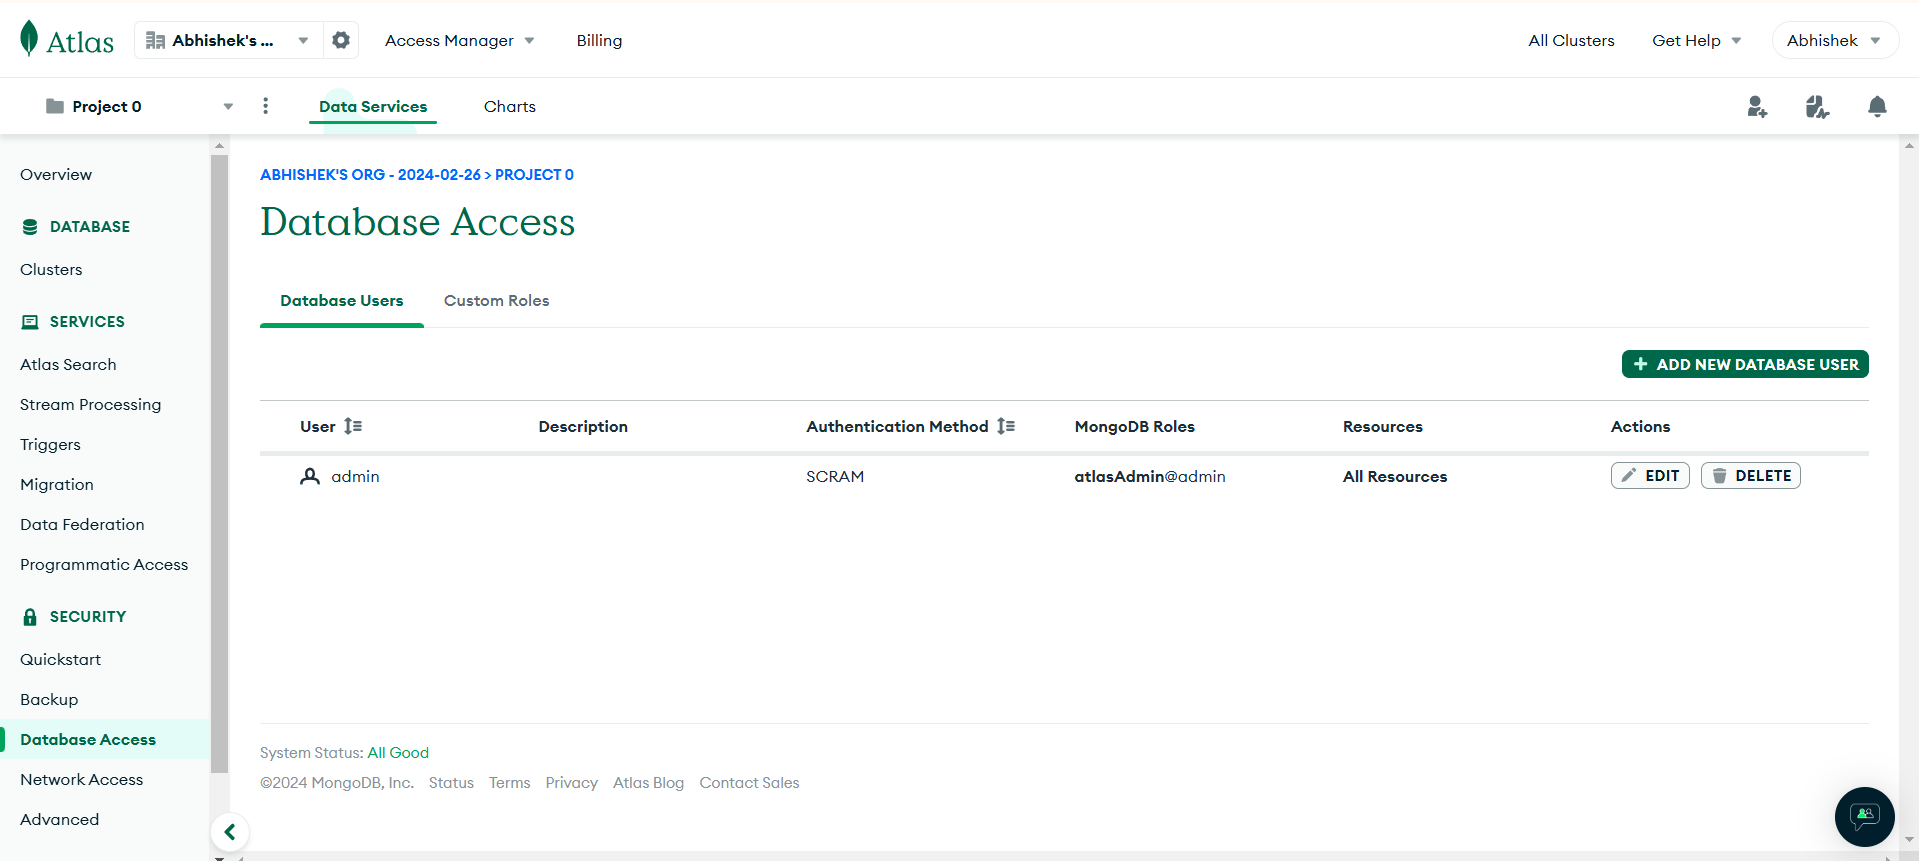 Atlas
Abhishek's ...
Access Manager
Billing
All Clusters
Get Help
Abhishek
Project 0
Data Services
Charts
Overview
DATABASE
Clusters
SERVICES
Atlas Search
Stream Processing
Triggers
Migration
Data Federation
Programmatic Access
SECURITY
Quickstart
Backup
Database Access
Network Access
Advanced
ABHISHEK'S ORG - 2024-02-26 > PROJECT 0
Database Access
Database Users
Custom Roles
+ ADD NEW DATABASE USER
User Description Authentication Method MongoDB Roles Resources Actions
admin SCRAM atlasAdmin@admin All Resources EDIT DELETE
System Status: All Good
©2024 MongoDB, Inc. Status Terms Privacy Atlas Blog Contact Sales